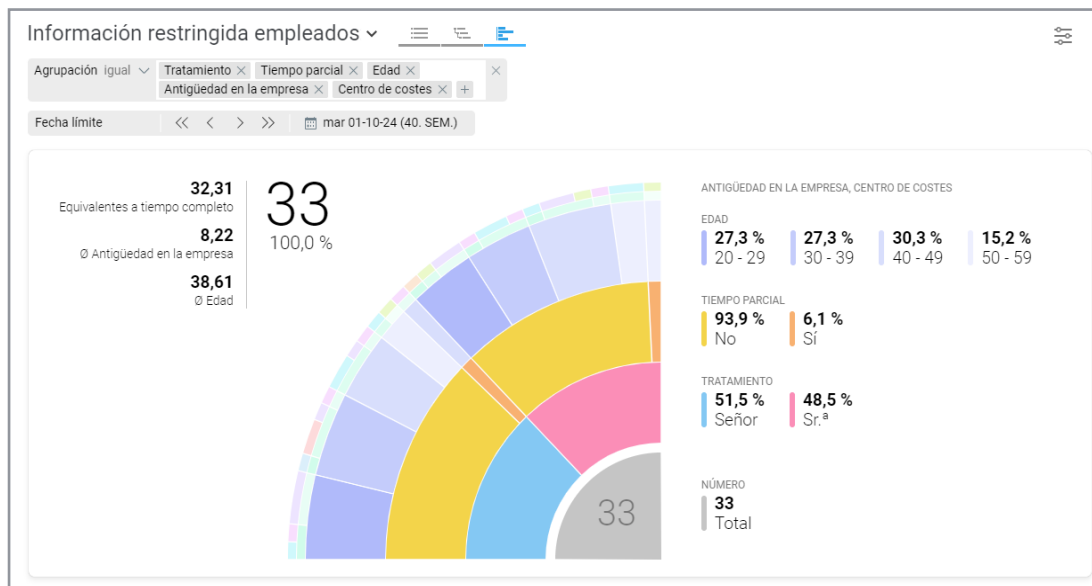 Información restringida empleados
Agrupación igual Tratamiento × Tiempo parcial × Edad × ×
Antigüedad en la empresa × Centro de costes × +
Fecha límite << < > >> mar 01-10-24 (40. SEM.)
32,31
Equivalentes a tiempo completo
8,22
Ø Antigüedad en la empresa
38,61
Ø Edad
33
100,0 %
33
ANTIGÜEDAD EN LA EMPRESA, CENTRO DE COSTES
EDAD
27,3 % 27,3 % 30,3 % 15,2 %
20 - 29 30 - 39 40 - 49 50 - 59
TIEMPO PARCIAL
93,9 % 6,1 %
No Sí
TRATAMIENTO
51,5 % 48,5 %
Señor Sr.ª
NÚMERO
33
Total